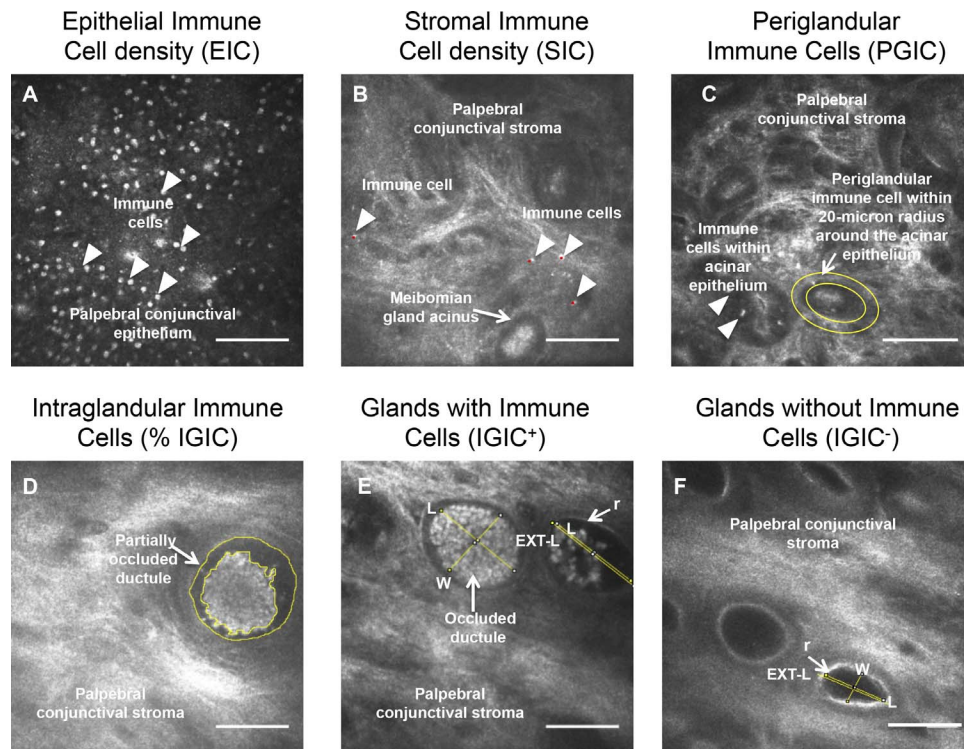 Epithelial Immune
Cell density (EIC)
Stromal Immune
Cell density (SIC)
Periglandular
Immune Cells (PGIC)
A
Immune
cells
Palpebral conjunctival
epithelium
B
Palpebral
conjunctival stroma
Immune cell
Immune cells
Meibomian
gland acinus
C
Palpebral
conjunctival stroma
Periglandular
immune cell within
20-micron radius
around the acinar
epithelium
Immune
cells within
acinar
epithelium
Intraglandular Immune
Cells (% IGIC)
Glands with Immune
Cells (IGIC⁺)
Glands without Immune
Cells (IGIC⁻)
D
Partially
occluded
ductule
Palpebral
conjunctival stroma
E
L
W
EXT-L
L
r
Occluded
ductule
Palpebral
conjunctival stroma
F
Palpebral conjunctival
stroma
r
W
EXT-L
L